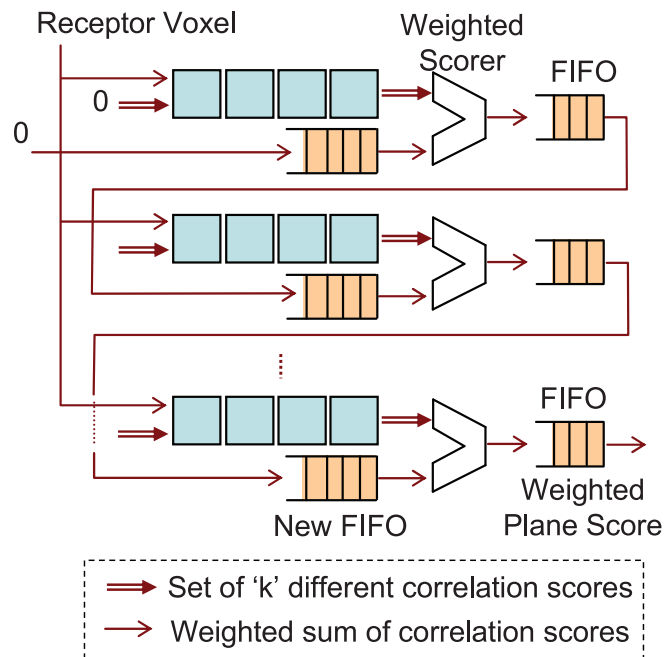 Receptor Voxel
Weighted
Scorer
FIFO
0
0
FIFO
New FIFO
Weighted
Plane Score
Set of ‘k’ different correlation scores
Weighted sum of correlation scores